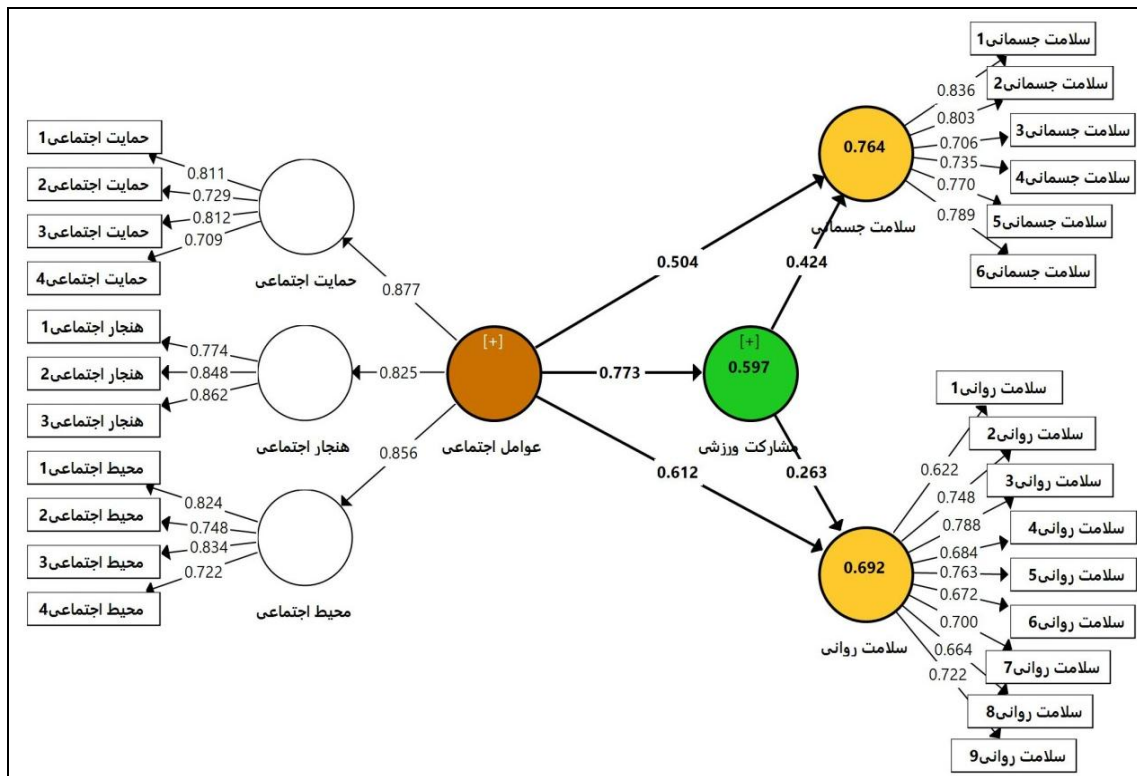 حمایت اجتماعی1
حمایت اجتماعی2
حمایت اجتماعی3
حمایت اجتماعی4
0.811
0.729
0.812
0.709
حمایت اجتماعی
0.877
هنجار اجتماعی1
هنجار اجتماعی2
هنجار اجتماعی3
0.774
0.848
0.862
هنجار اجتماعی
0.825
محیط اجتماعی1
محیط اجتماعی2
محیط اجتماعی3
محیط اجتماعی4
0.824
0.748
0.834
0.722
محیط اجتماعی
0.856
[+]
عوامل اجتماعی
0.504
0.773
0.612
[+]
0.597
مشارکت ورزشی
0.424
0.263
0.764
سلامت جسمانی
0.836
0.803
0.706
0.735
0.770
0.789
سلامت جسمانی1
سلامت جسمانی2
سلامت جسمانی3
سلامت جسمانی4
سلامت جسمانی5
سلامت جسمانی6
0.692
سلامت روانی
0.622
0.748
0.788
0.684
0.763
0.672
0.700
0.664
0.722
سلامت روانی1
سلامت روانی2
سلامت روانی3
سلامت روانی4
سلامت روانی5
سلامت روانی6
سلامت روانی7
سلامت روانی8
سلامت روانی9